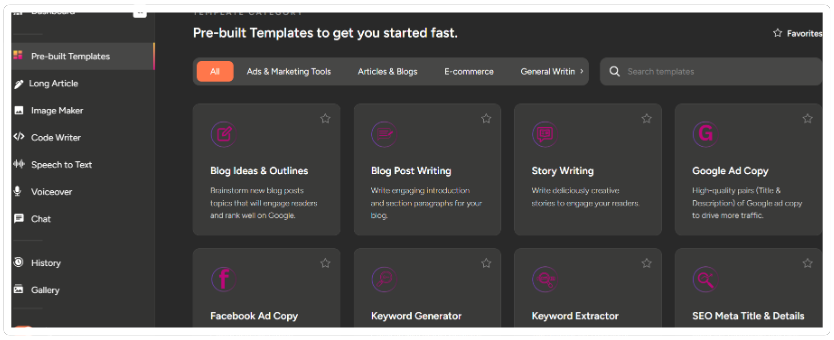 Dashboard
TEMPLATE CATEGORY
Pre-built Templates to get you started fast.
Favorites
Pre-built Templates
Long Article
Image Maker
Code Writer
Speech to Text
Voiceover
Chat
History
Gallery
All
Ads & Marketing Tools
Articles & Blogs
E-commerce
General Writin
Search templates
Blog Ideas & Outlines
Brainstorm new blog posts
topics that will engage readers
and rank well on Google.
Blog Post Writing
Write engaging introduction
and section paragraphs for your
blog.
Story Writing
Write deliciously creative
stories to engage your readers.
G
Google Ad Copy
High-quality pairs (Title &
Description) of Google ad copy
to drive more traffic.
f
Facebook Ad Copy
Keyword Generator
Keyword Extractor
SEO Meta Title & Details